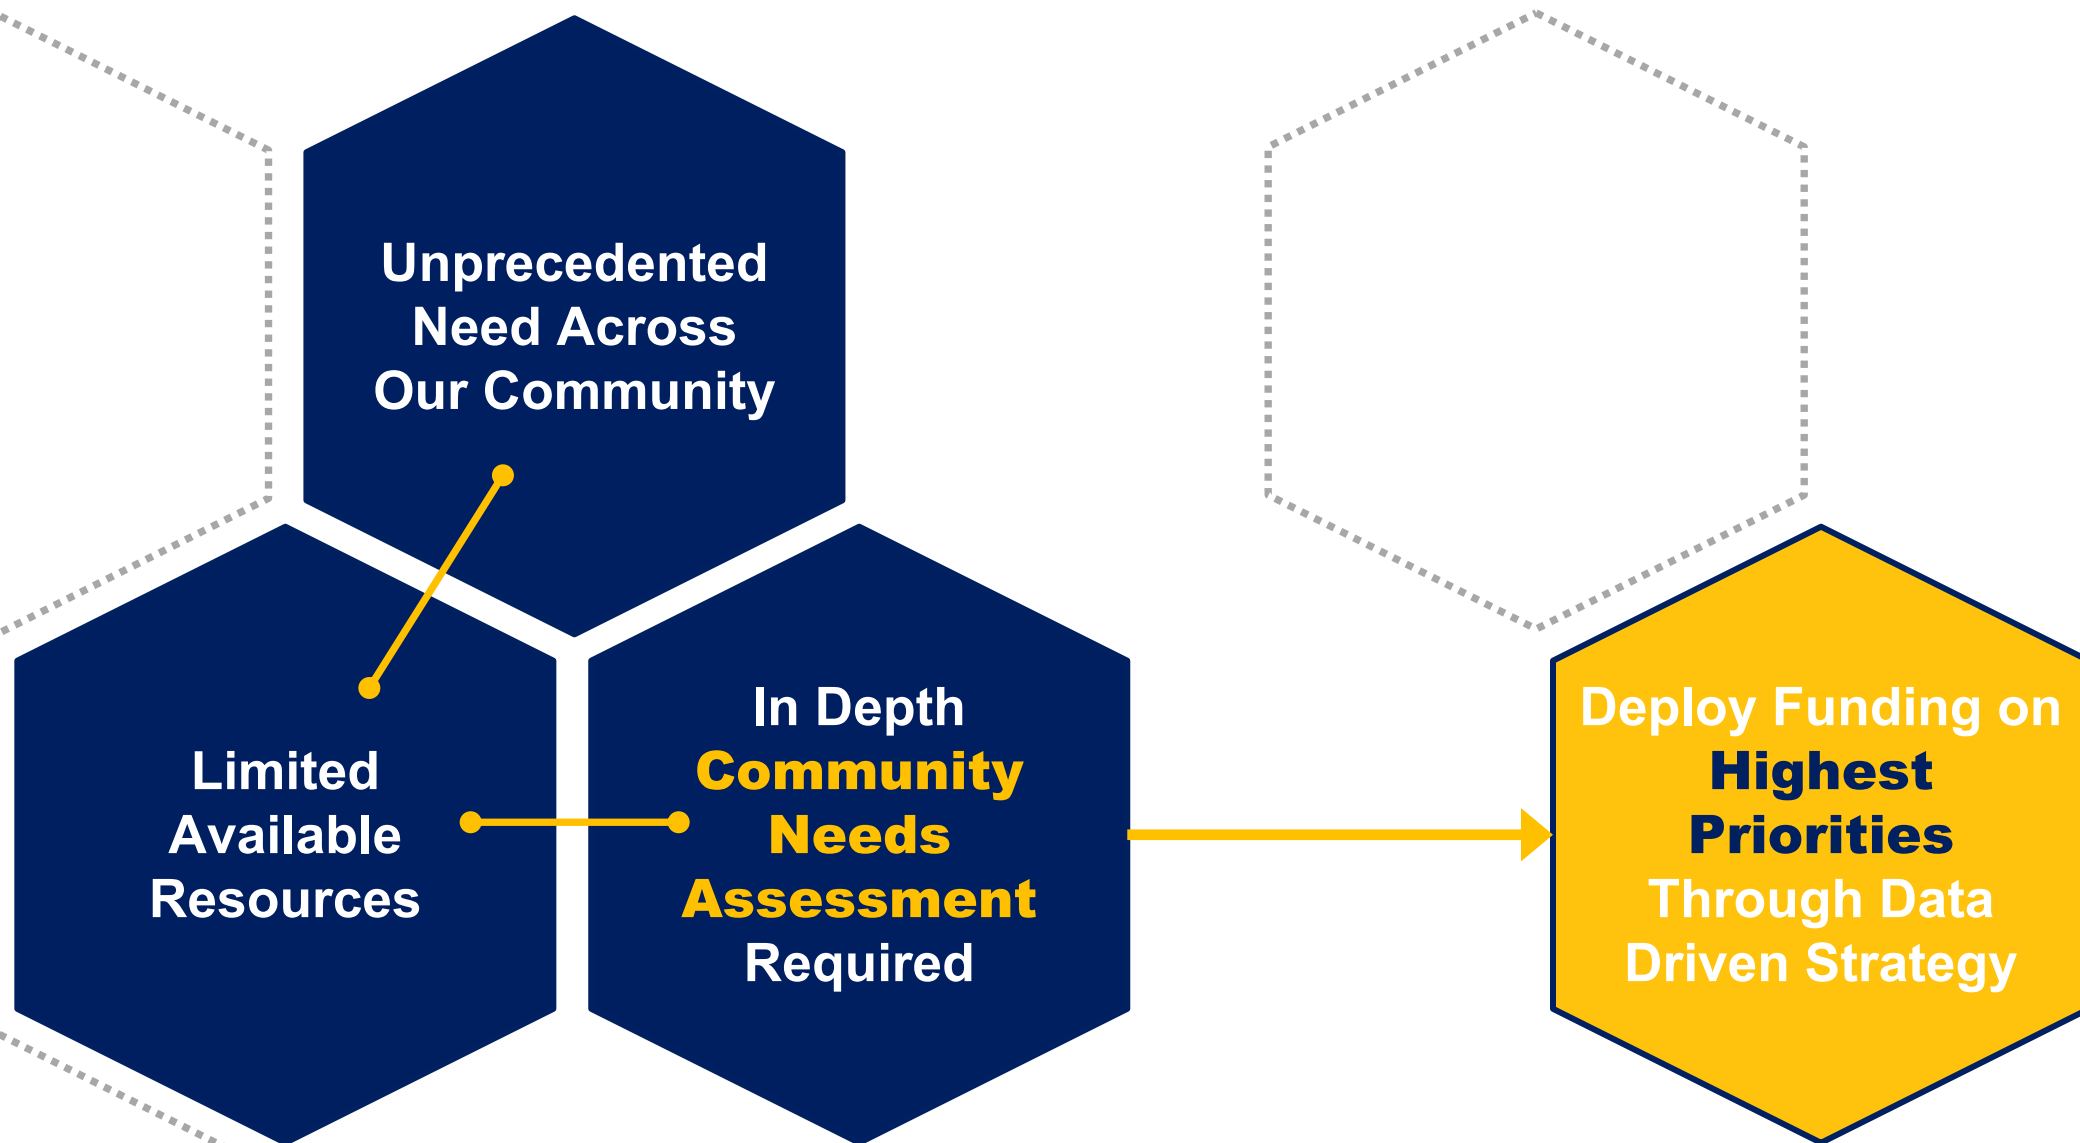 Unprecedented
Need Across
Our Community
Limited
Available
Resources
In Depth
Community
Needs
Assessment
Required
Deploy Funding on
Highest
Priorities
Through Data
Driven Strategy